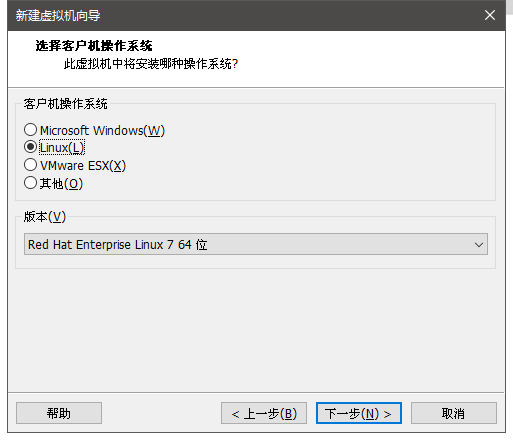 新建虚拟机向导
选择客户机操作系统
此虚拟机中将安装哪种操作系统?
客户机操作系统
Microsoft Windows(W)
Linux(L)
VMware ESX(X)
其他(O)
版本(V)
Red Hat Enterprise Linux 7 64 位
帮助
< 上一步(B)
下一步(N) >
取消